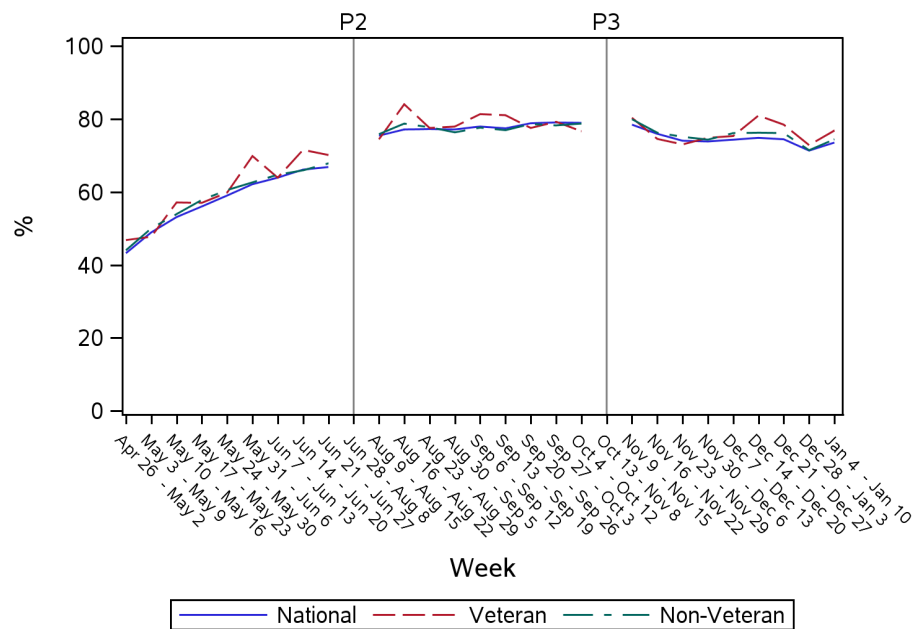 P2 P3
100
80
60
40
20
0
%
Apr 26 - May 2
May 3 - May 9
May 10 - May 16
May 17 - May 23
May 24 - May 30
May 31 - Jun 6
Jun 7 - Jun 13
Jun 14 - Jun 20
Jun 21 - Jun 27
Jun 28 - Aug 8
Aug 9 - Aug 15
Aug 16 - Aug 22
Aug 23 - Aug 29
Aug 30 - Sep 5
Sep 6 - Sep 12
Sep 13 - Sep 19
Sep 20 - Sep 26
Sep 27 - Oct 3
Oct 4 - Oct 12
Oct 13 - Nov 8
Nov 9 - Nov 15
Nov 16 - Nov 22
Nov 23 - Nov 29
Nov 30 - Dec 6
Dec 7 - Dec 13
Dec 14 - Dec 20
Dec 21 - Dec 27
Dec 28 - Jan 3
Jan 4 - Jan 10
Week
National Veteran Non-Veteran